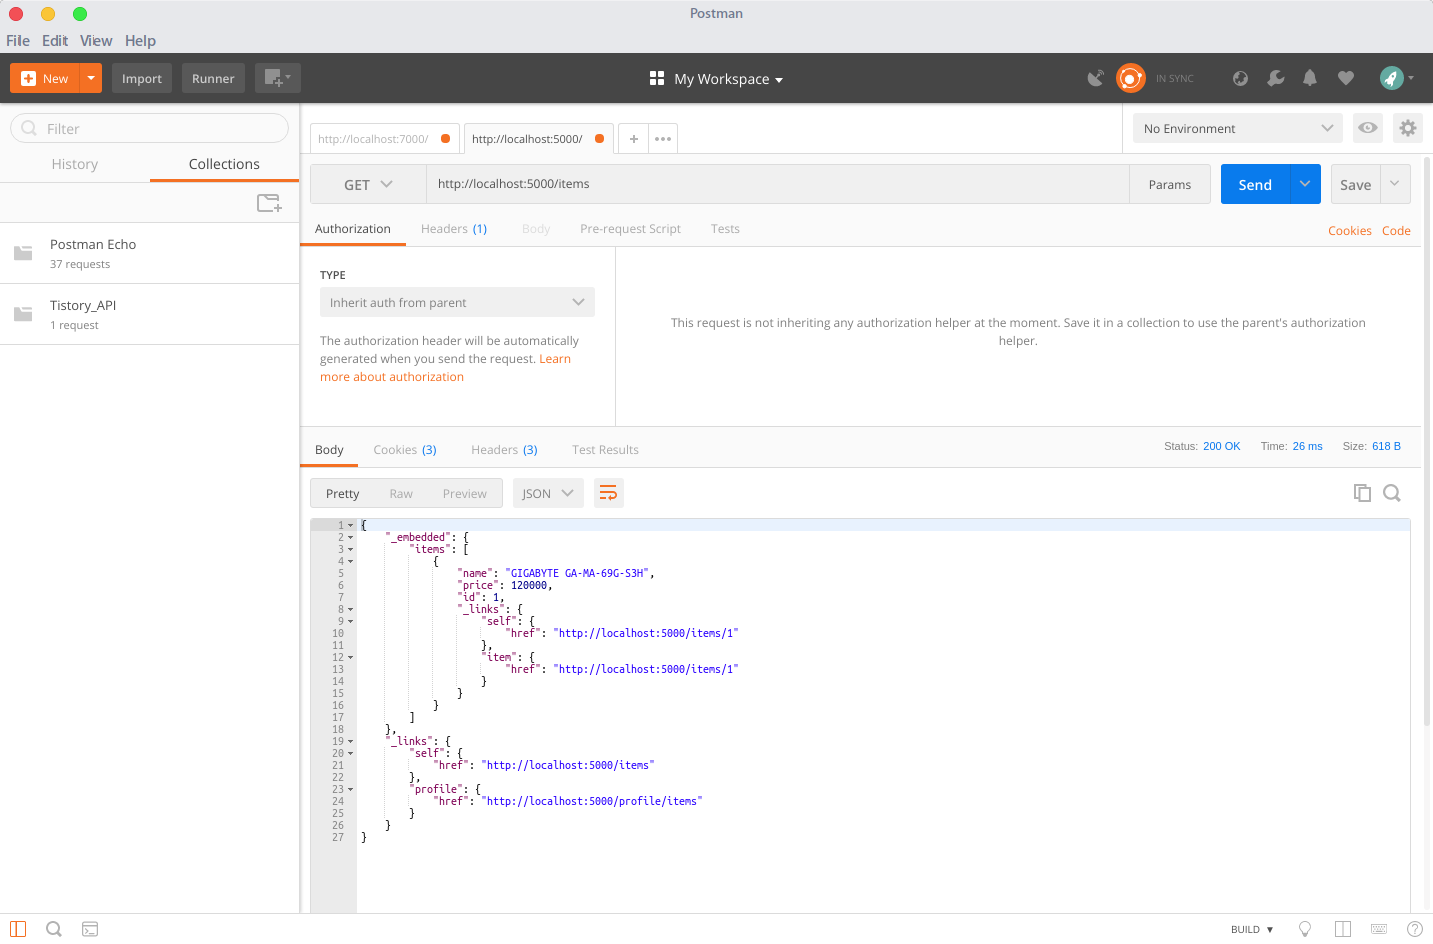 Postman
File Edit View Help
New Import Runner My Workspace IN SYNC
Filter
History Collections
Postman Echo
37 requests
Tistory_API
1 request
http://localhost:7000/ http://localhost:5000/ + ••• No Environment
GET http://localhost:5000/items Params Send Save
Authorization Headers (1) Body Pre-request Script Tests Cookies Code
TYPE
Inherit auth from parent
The authorization header will be automatically
generated when you send the request. Learn
more about authorization
This request is not inheriting any authorization helper at the moment. Save it in a collection to use the parent's authorization
helper.
Body Cookies (3) Headers (3) Test Results Status: 200 OK Time: 26 ms Size: 618 B
Pretty Raw Preview JSON
1 {
2 "_embedded": {
3 "items": [
4 {
5 "name": "GIGABYTE GA-MA-69G-S3H",
6 "price": 120000,
7 "id": 1,
8 "_links": {
9 "self": {
10 "href": "http://localhost:5000/items/1"
11 },
12 "item": {
13 "href": "http://localhost:5000/items/1"
14 }
15 }
16 }
17 ]
18 },
19 "_links": {
20 "self": {
21 "href": "http://localhost:5000/items"
22 },
23 "profile": {
24 "href": "http://localhost:5000/profile/items"
25 }
26 }
27 }
BUILD